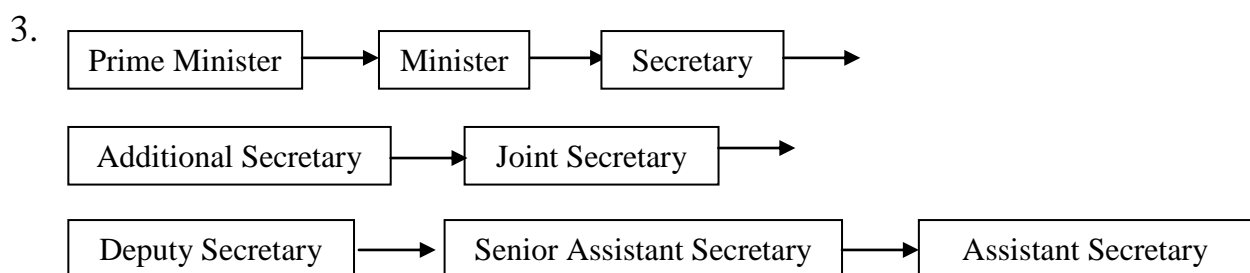 3.
Prime Minister Minister Secretary
Additional Secretary Joint Secretary
Deputy Secretary Senior Assistant Secretary Assistant Secretary